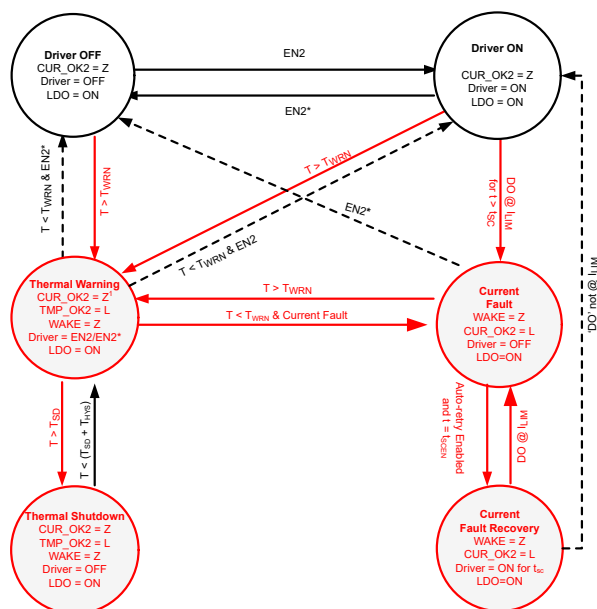 Driver OFF
CUR_OK2 = Z
Driver = OFF
LDO = ON
EN2
EN2*
Driver ON
CUR_OK2 = Z
Driver = ON
LDO = ON
T < TWRN & EN2*
T > TWRN
T > TWRN
T < TWRN & EN2
EN2*
DO @ ILIM
for t > tSC
'DO' not @ ILIM
Thermal Warning
CUR_OK2 = Z¹
TMP_OK2 = L
WAKE = Z
Driver = EN2/EN2*
LDO = ON
T > TWRN
T < TWRN & Current Fault
Current
Fault
WAKE = Z
CUR_OK2 = L
Driver = OFF
LDO=ON
T > TSD
T < (TSD + THYS)
Auto-retry Enabled
and t = tSCEN
DO @ ILIM
Thermal Shutdown
CUR_OK2 = Z
TMP_OK2 = L
WAKE = Z
Driver = OFF
LDO = ON
Current
Fault Recovery
WAKE = Z
CUR_OK2 = L
Driver = ON for tsc
LDO=ON